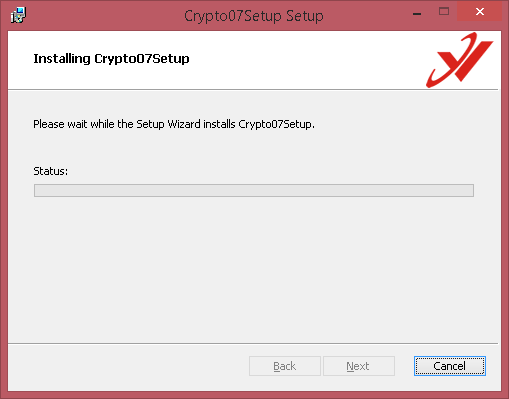 Crypto07Setup Setup
Installing Crypto07Setup
Please wait while the Setup Wizard installs Crypto07Setup.
Status:
Back
Next
Cancel